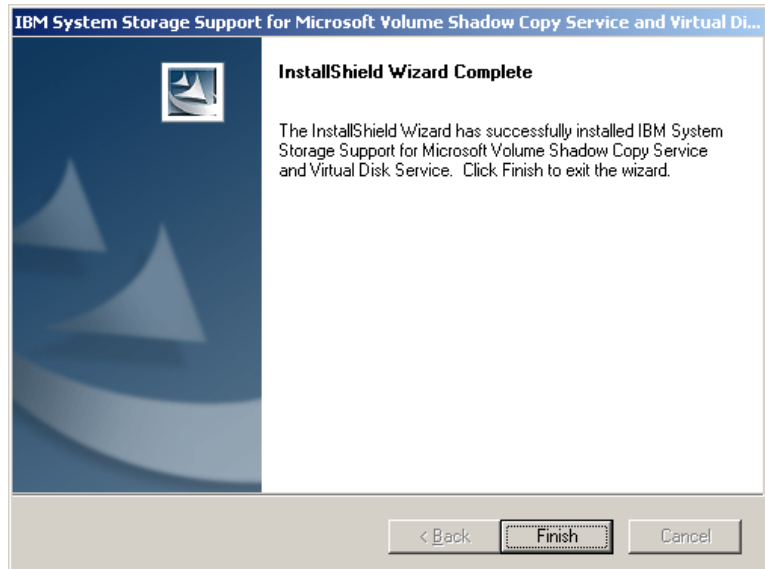 IBM System Storage Support for Microsoft Volume Shadow Copy Service and Virtual Di...
InstallShield Wizard Complete
The InstallShield Wizard has successfully installed IBM System
Storage Support for Microsoft Volume Shadow Copy Service
and Virtual Disk Service. Click Finish to exit the wizard.
< Back
Finish
Cancel